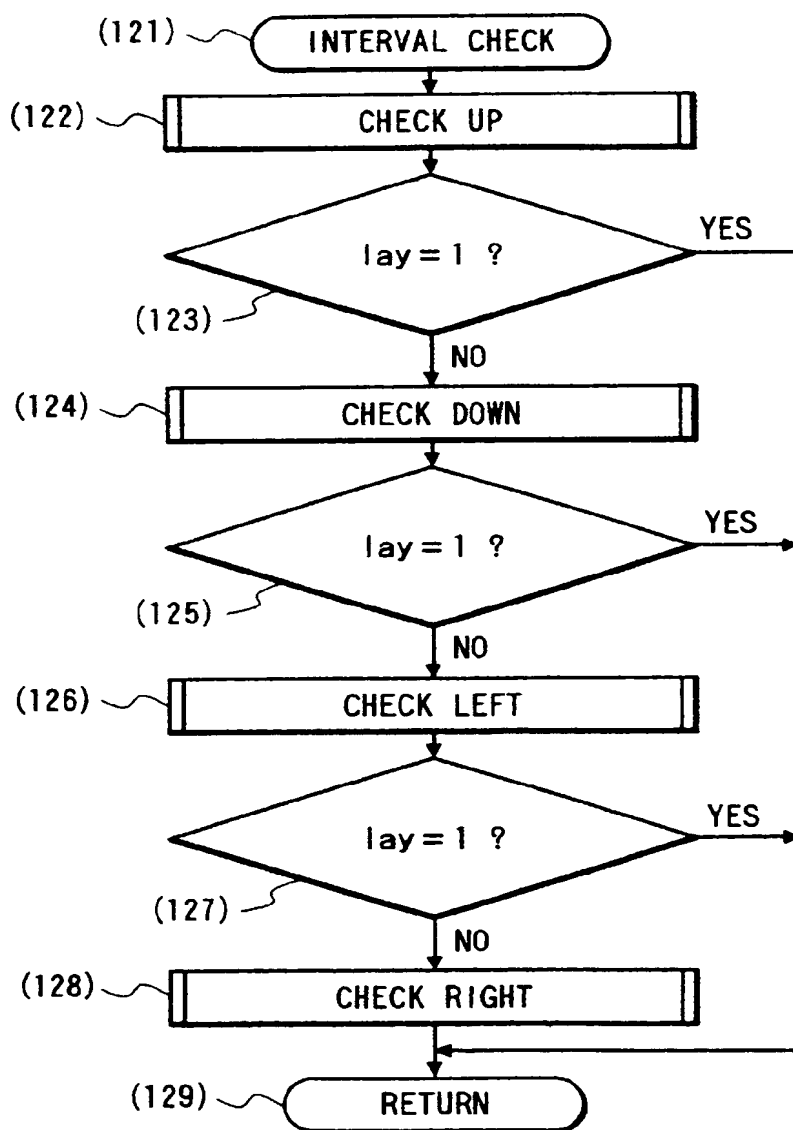 (121) INTERVAL CHECK
(122) CHECK UP
lay=1 ?
YES
(123)
NO
(124) CHECK DOWN
lay=1 ?
YES
(125)
NO
(126) CHECK LEFT
lay=1 ?
YES
(127)
NO
(128) CHECK RIGHT
(129) RETURN